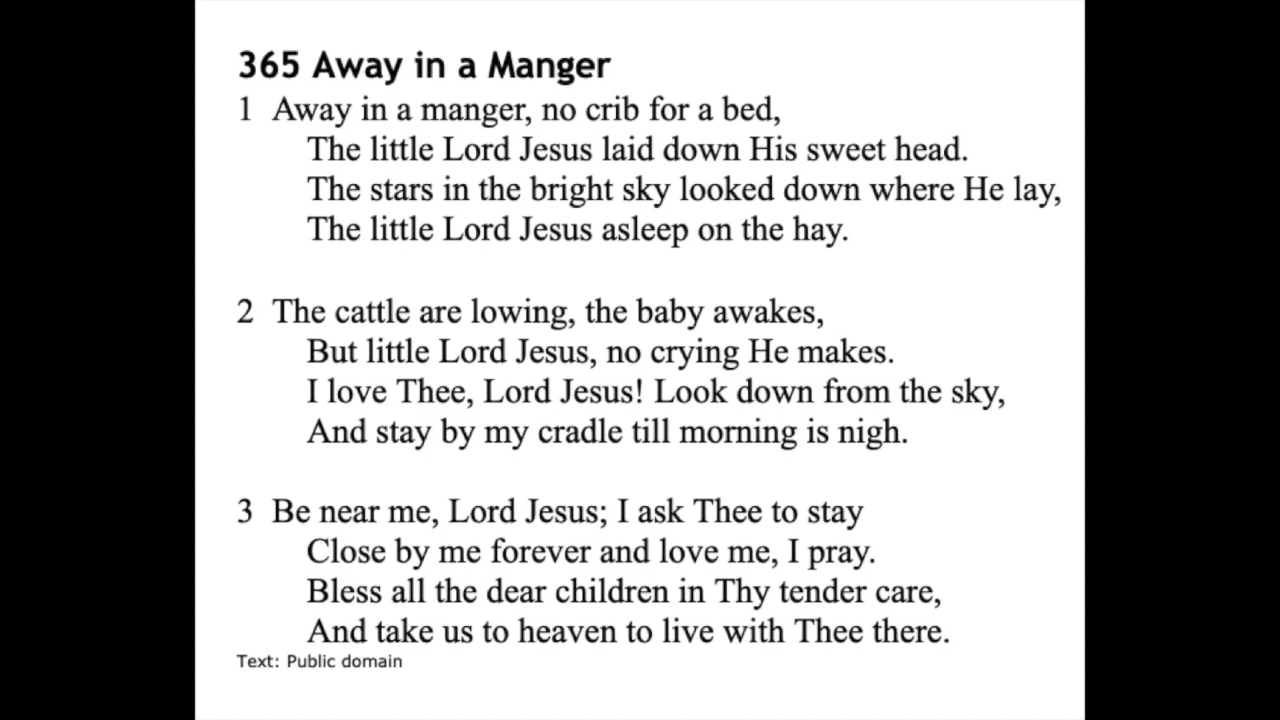 365 Away in a Manger
1 Away in a manger, no crib for a bed,
The little Lord Jesus laid down His sweet head.
The stars in the bright sky looked down where He lay,
The little Lord Jesus asleep on the hay.
2 The cattle are lowing, the baby awakes,
But little Lord Jesus, no crying He makes.
I love Thee, Lord Jesus! Look down from the sky,
And stay by my cradle till morning is nigh.
3 Be near me, Lord Jesus; I ask Thee to stay
Close by me forever and love me, I pray.
Bless all the dear children in Thy tender care,
And take us to heaven to live with Thee there.
Text: Public domain